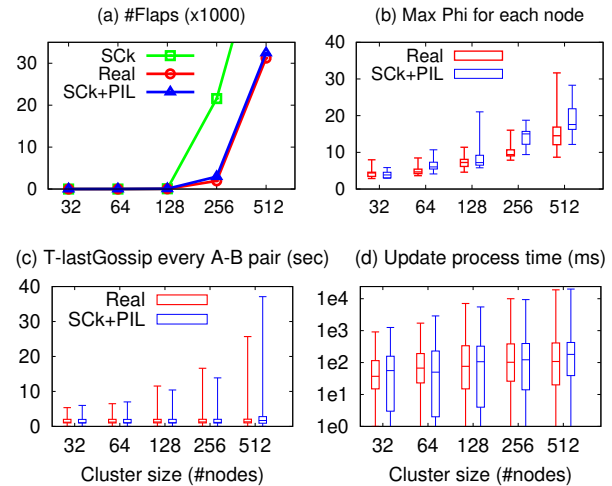 (a) #Flaps (x1000)
SCk
Real
SCk+PIL
30
20
10
0
32 64 128 256 512
(b) Max Phi for each node
Real
SCk+PIL
40
30
20
10
0
32 64 128 256 512
(c) T-lastGossip every A-B pair (sec)
Real
SCk+PIL
40
30
20
10
0
32 64 128 256 512
Cluster size (#nodes)
(d) Update process time (ms)
1e4
1e3
1e2
1e1
1e0
32 64 128 256 512
Cluster size (#nodes)